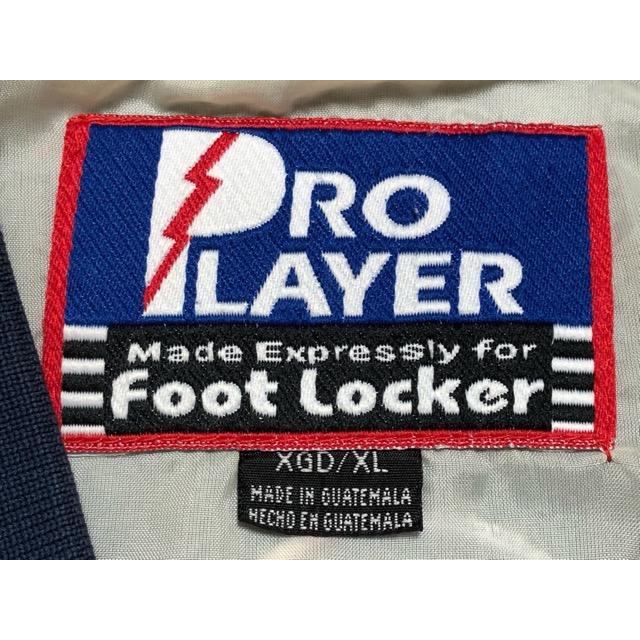 PRO
PLAYER
Made Expressly for
Foot Locker
XGD/XL
MADE IN GUATEMALA
HECHO EN GUATEMALA